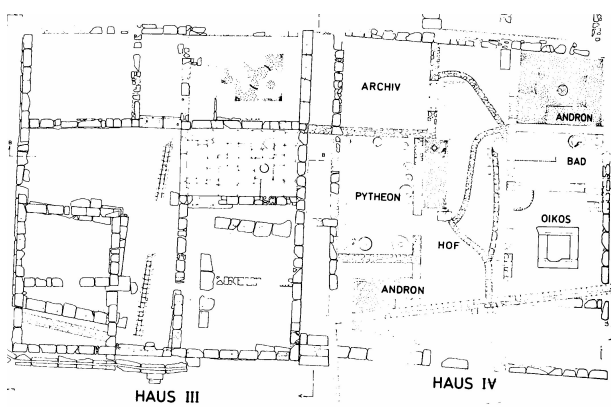 ARCHIV
ANDRON
BAD
PYTHEON
OIKOS
HOF
ANDRON
HAUS III
HAUS IV